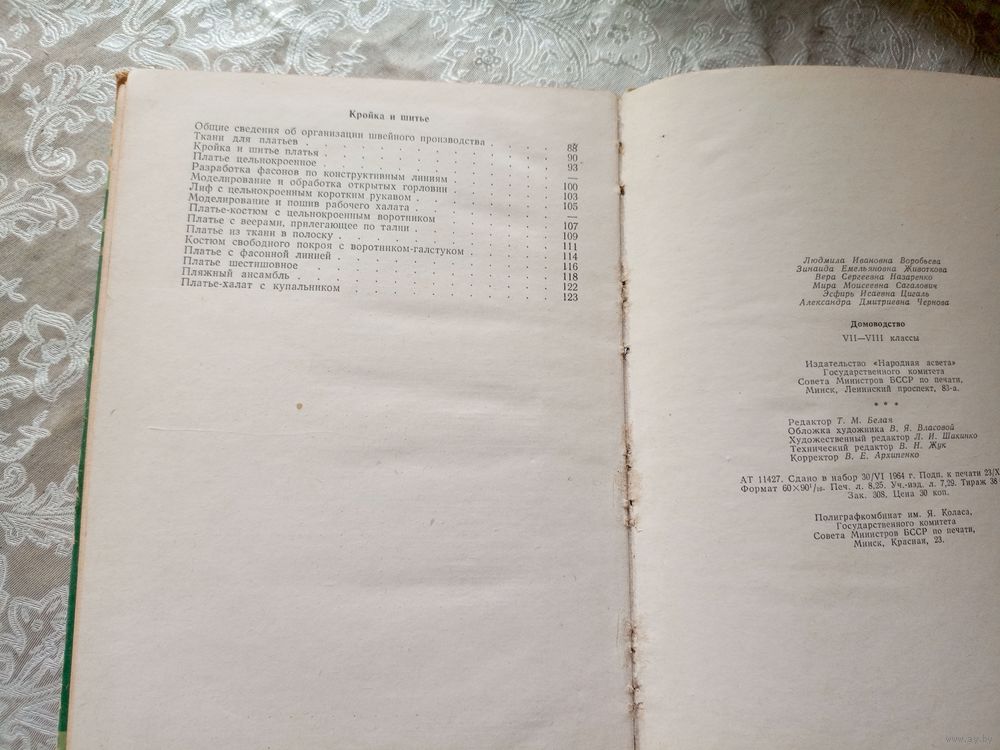 Кройка и шитье
Общие сведения об организации швейного производства 88
Ткани для платьев . . . . . . . . . . 90
Кройка и шитье платья . . . . . . . . . . 93
Платье цельнокроенное . . . . . . . . . . —
Разработка фасонов по конструктивным линиям . . . . 100
Моделирование и обработка открытых горловин . . . . 103
Лиф с цельнокроенным коротким рукавом . . . . . 105
Моделирование и пошив рабочего халата . . . . . —
Платье-костюм с цельнокроенным воротником . . . . 107
Платье с веерами, прилегающее по талии . . . . . 109
Платье из ткани в полоску . . . . . . . . 111
Костюм свободного покроя с воротником-галстуком . . . . 114
Платье с фасонной линией . . . . . . . . 116
Платье шестишовное . . . . . . . . . . 118
Пляжный ансамбль . . . . . . . . . . 122
Платье-халат с купальником . . . . . . . . 123
Людмила Ивановна Воробьева
Зинаида Емельяновна Животкова
Вера Сергеевна Назаренко
Мира Моисеевна Сагалович
Эсфирь Исаевна Цигаль
Александра Дмитриевна Чернова
Домоводство
VII—VIII классы
Издательство «Народная асвета»
Государственного комитета
Совета Министров БССР по печати,
Минск, Ленинский проспект, 83-а.
* * *
Редактор Т. М. Белая
Обложка художника В. Я. Власовой
Художественный редактор Л. И. Шакинко
Технический редактор В. Н. Жук
Корректор В. Е. Архипенко
АТ 11427. Сдано в набор 30/VI 1964 г. Подп. к печати 23/X
Формат 60×90¹/₁₆. Печ. л. 8,25. Уч.-изд. л. 7,29. Тираж 38
Зак. 308. Цена 30 коп.
Полиграфкомбинат им. Я. Коласа,
Государственного комитета
Совета Министров БССР по печати,
Минск, Красная, 23.
www.ay.by